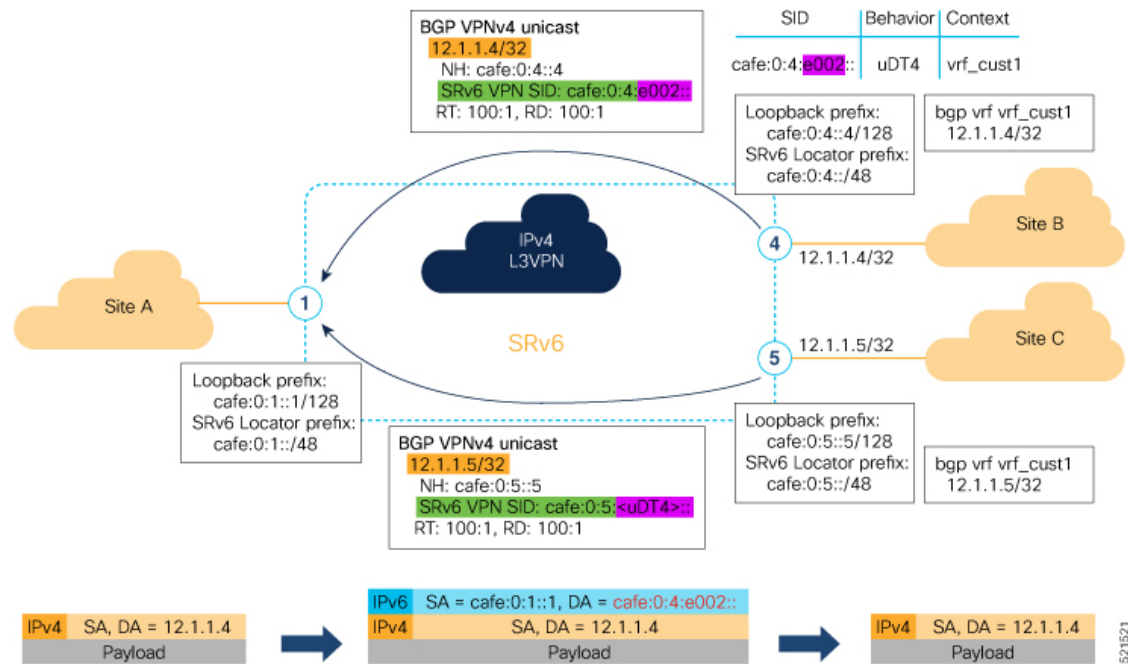 BGP VPNv4 unicast
12.1.1.4/32
NH: cafe:0:4::4
SRv6 VPN SID: cafe:0:4:e002::
RT: 100:1, RD: 100:1
SID Behavior Context
cafe:0:4:e002:: uDT4 vrf_cust1
Loopback prefix:
cafe:0:4::4/128
SRv6 Locator prefix:
cafe:0:4::/48
bgp vrf vrf_cust1
12.1.1.4/32
IPv4
L3VPN
4
Site B
12.1.1.4/32
Site A
1
SRv6
12.1.1.5/32
5
Site C
Loopback prefix:
cafe:0:1::1/128
SRv6 Locator prefix:
cafe:0:1::/48
BGP VPNv4 unicast
12.1.1.5/32
NH: cafe:0:5::5
SRv6 VPN SID: cafe:0:5:<uDT4>::
RT: 100:1, RD: 100:1
Loopback prefix:
cafe:0:5::5/128
SRv6 Locator prefix:
cafe:0:5::/48
bgp vrf vrf_cust1
12.1.1.5/32
IPv4 SA, DA = 12.1.1.4
Payload
IPv6 SA = cafe:0:1::1, DA = cafe:0:4:e002::
IPv4 SA, DA = 12.1.1.4
Payload
IPv4 SA, DA = 12.1.1.4
Payload
521521